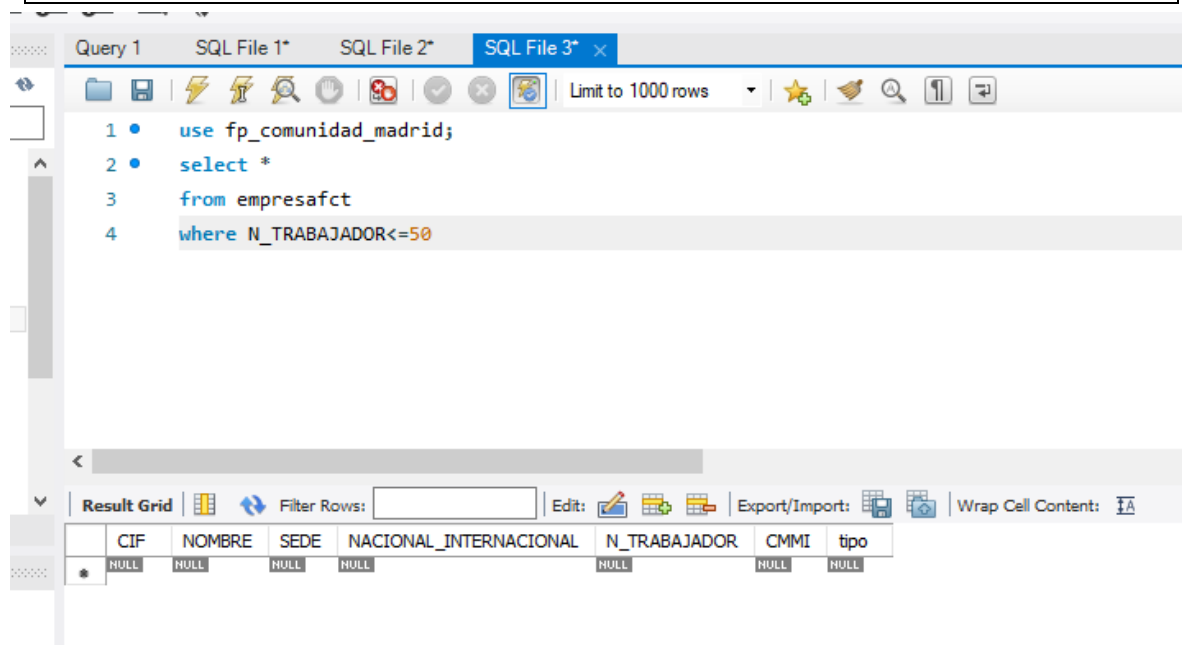 Query 1 SQL File 1* SQL File 2* SQL File 3* ×
Limit to 1000 rows
1 use fp_comunidad_madrid;
2 select *
3 from empresafct
4 where N_TRABAJADOR<=50
Result Grid Filter Rows: Edit: Export/Import: Wrap Cell Content: IA
CIF NOMBRE SEDE NACIONAL_INTERNACIONAL N_TRABAJADOR CMMI tipo
* NULL NULL NULL NULL NULL NULL NULL